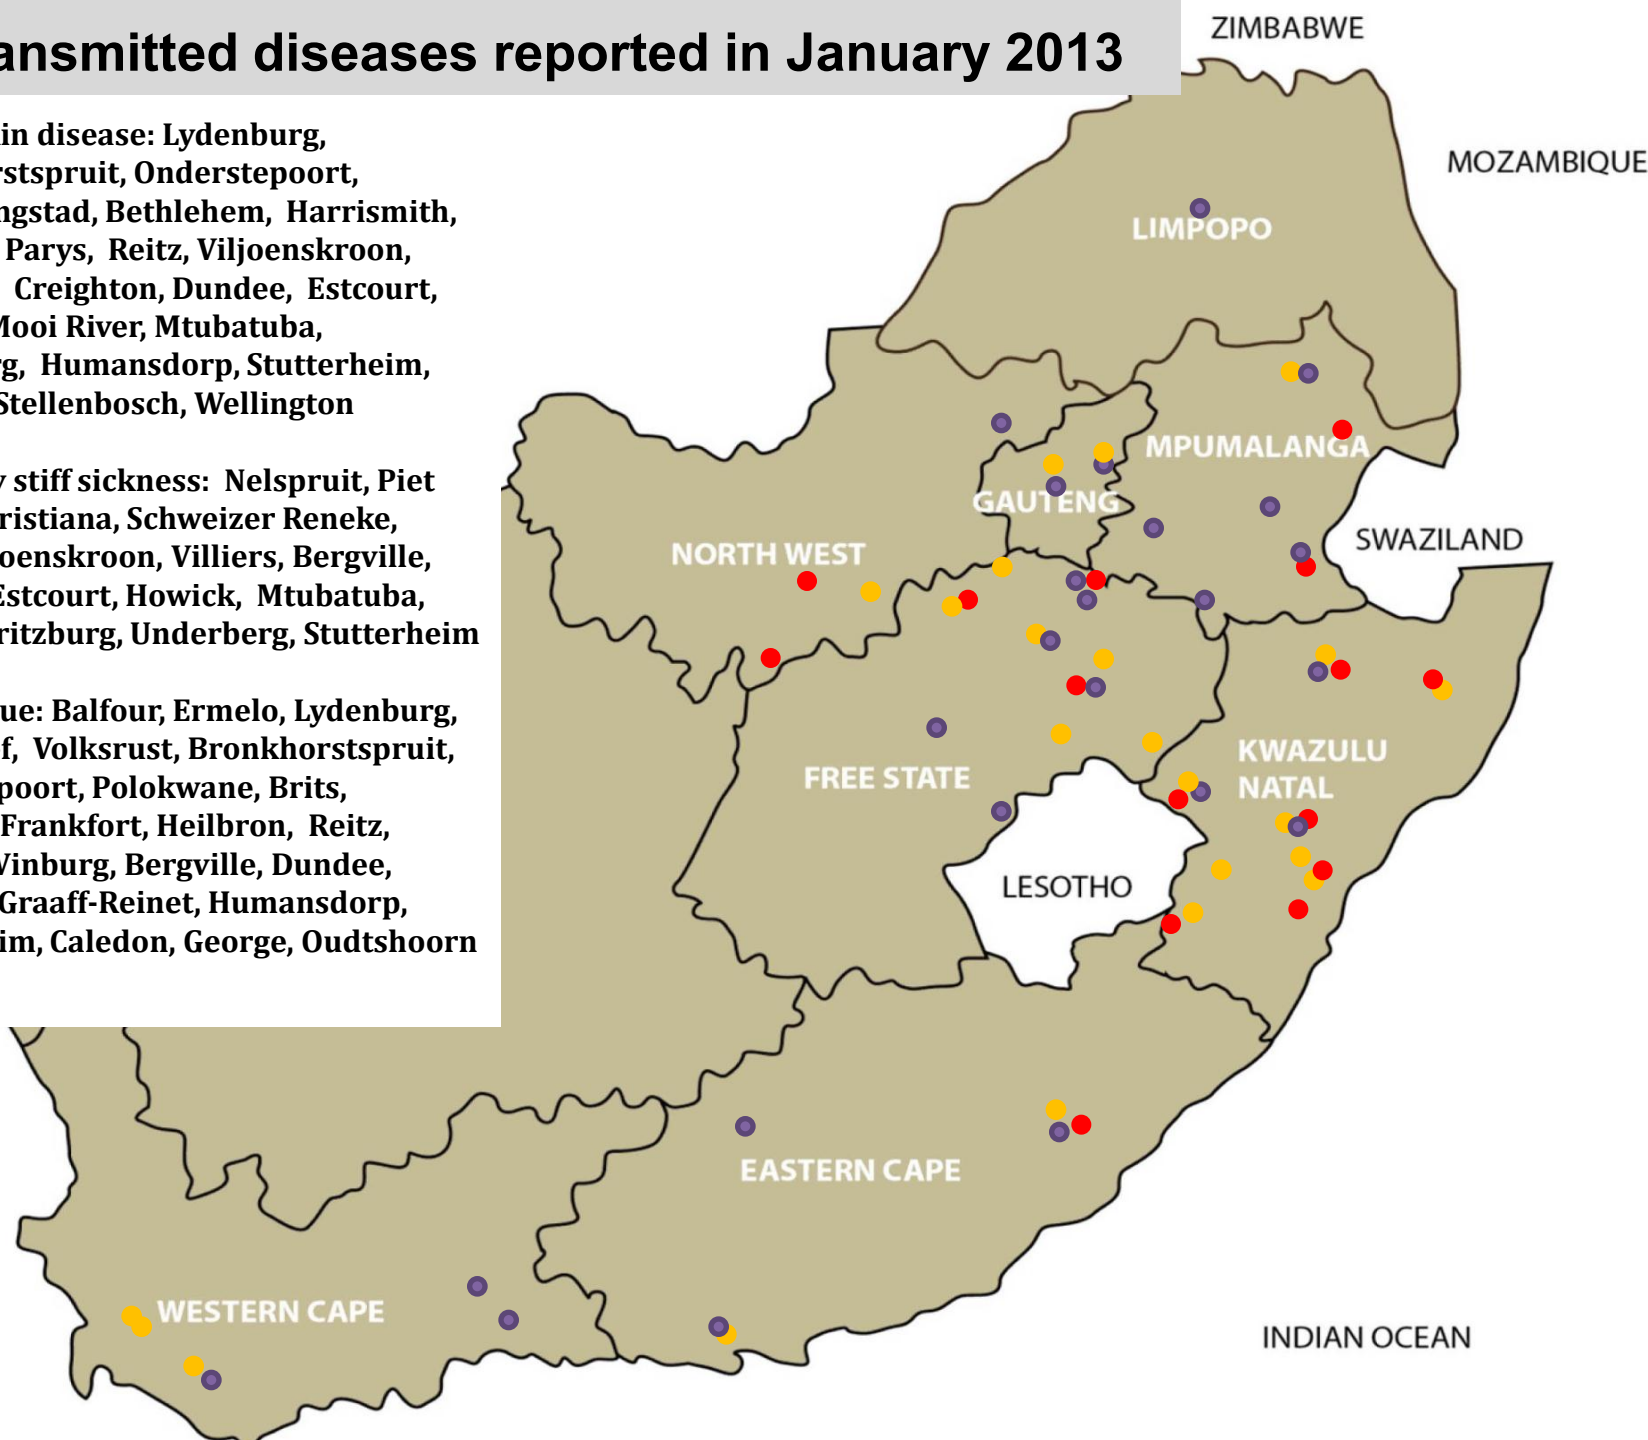 ansmitted diseases reported in January 2013
in disease: Lydenburg,
rstspruit, Onderstepoort,
ngstad, Bethlehem, Harrismith,
Parys, Reitz, Viljoenskroon,
Creighton, Dundee, Estcourt,
Mooi River, Mtubatuba,
rg, Humansdorp, Stutterheim,
Stellenbosch, Wellington
y stiff sickness: Nelspruit, Piet
ristiana, Schweizer Reneke,
joenskroon, Villiers, Bergville,
Estcourt, Howick, Mtubatuba,
ritzburg, Underberg, Stutterheim
ue: Balfour, Ermelo, Lydenburg,
f, Volksrust, Bronkhorstspruit,
poort, Polokwane, Brits,
Frankfort, Heilbron, Reitz,
Winburg, Bergville, Dundee,
Graaff-Reinet, Humansdorp,
im, Caledon, George, Oudtshoorn
ZIMBABWE
MOZAMBIQUE
LIMPOPO
MPUMALANGA
GAUTENG
SWAZILAND
NORTH WEST
KWAZULU
NATAL
FREE STATE
LESOTHO
EASTERN CAPE
WESTERN CAPE
INDIAN OCEAN